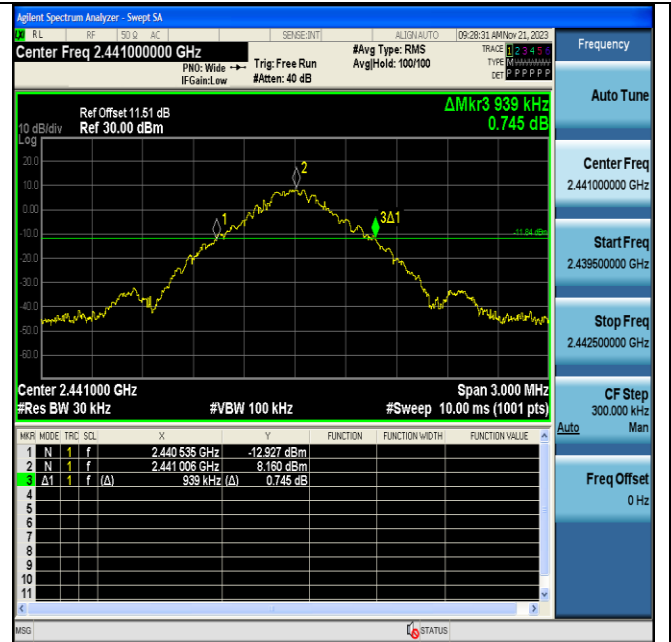 Agilent Spectrum Analyzer - Swept SA
RL RF 50 Ω AC SENSE:INT ALIGNAUTO 09:28:31 AM Nov 21, 2023
Center Freq 2.441000000 GHz #Avg Type: RMS TRACE 1 2 3 4 5 6
PNO: Wide Trig: Free Run Avg|Hold: 100/100 TYPE M
IFGain:Low #Atten: 40 dB DET P P P P P P
ΔMkr3 939 kHz
0.745 dB
Ref Offset 11.51 dB
10 dB/div Ref 30.00 dBm
Log
20.0
10.0
0.00
-10.0
-20.0
-30.0
-40.0
-50.0
-60.0
2
1
3Δ1
-11.84 dBm
Center 2.441000 GHz Span 3.000 MHz
#Res BW 30 kHz #VBW 100 kHz #Sweep 10.00 ms (1001 pts)
MKR MODE TRC SCL X Y FUNCTION FUNCTION WIDTH FUNCTION VALUE
1 N 1 f 2.440 535 GHz -12.927 dBm
2 N 1 f 2.441 006 GHz 8.160 dBm
3 Δ1 1 f (Δ) 939 kHz (Δ) 0.745 dB
4
5
6
7
8
9
10
11
MSG STATUS
Frequency
Auto Tune
Center Freq
2.441000000 GHz
Start Freq
2.439500000 GHz
Stop Freq
2.442500000 GHz
CF Step
300.000 kHz
Auto Man
Freq Offset
0 Hz